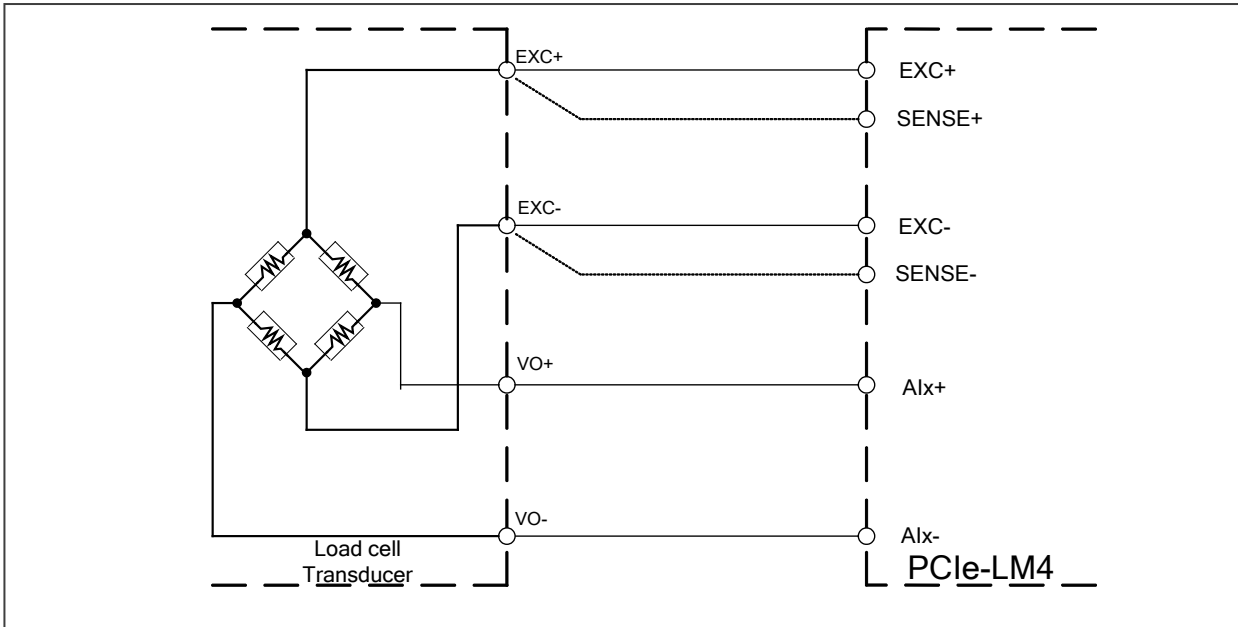 EXC+
EXC+
SENSE+
EXC-
EXC-
SENSE-
VO+
AIx+
VO-
AIx-
Load cell
Transducer
PCIe-LM4